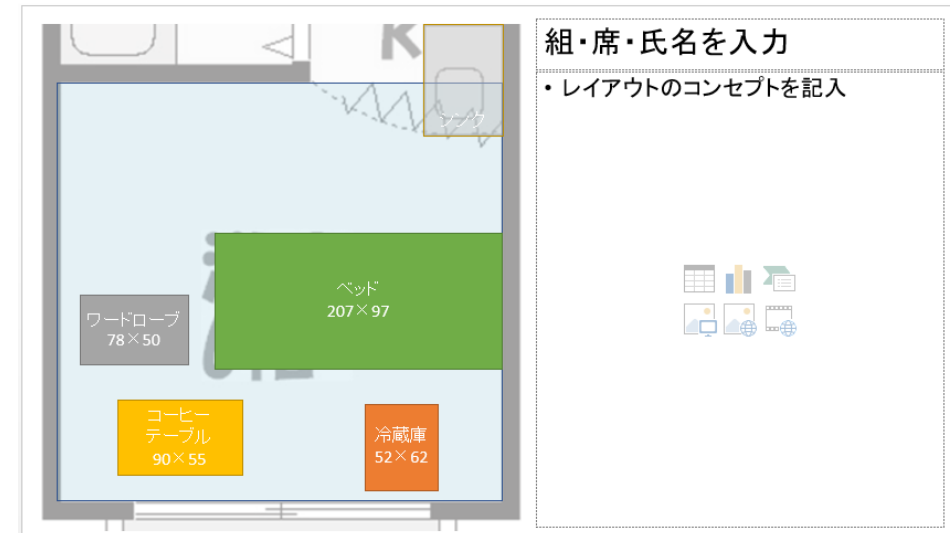 K
シンク
ベッド
207×97
ワードローブ
78×50
コーヒー
テーブル
90×55
冷蔵庫
52×62
組・席・氏名を入力
• レイアウトのコンセプトを記入